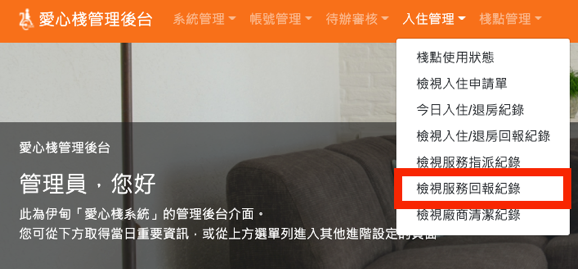 愛心棧管理後台 系統管理 帳號管理 待辦審核 入住管理 棧點管理
棧點使用狀態
檢視入住申請單
今日入住/退房紀錄
檢視入住/退房回報紀錄
檢視服務指派紀錄
檢視服務回報紀錄
檢視廠商清潔紀錄
愛心棧管理後台
管理員，您好
此為伊甸「愛心棧系統」的管理後台介面。
您可從下方取得當日重要資訊，或從上方選單列進入其他進階設定的頁面